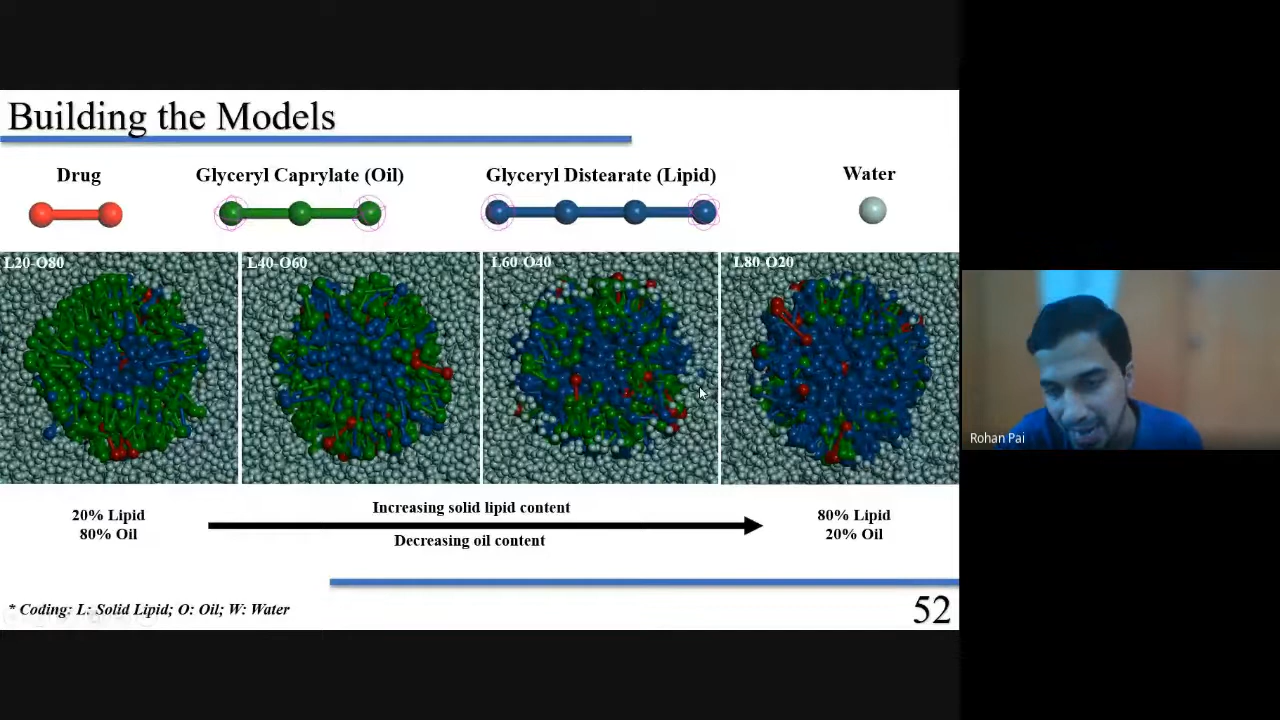 Building the Models
Drug
Glyceryl Caprylate (Oil)
Glyceryl Distearate (Lipid)
Water
L20-O80
L40-O60
L60-O40
L80-O20
20% Lipid
80% Oil
Increasing solid lipid content
Decreasing oil content
80% Lipid
20% Oil
* Coding: L: Solid Lipid; O: Oil; W: Water
52
Rohan Pai